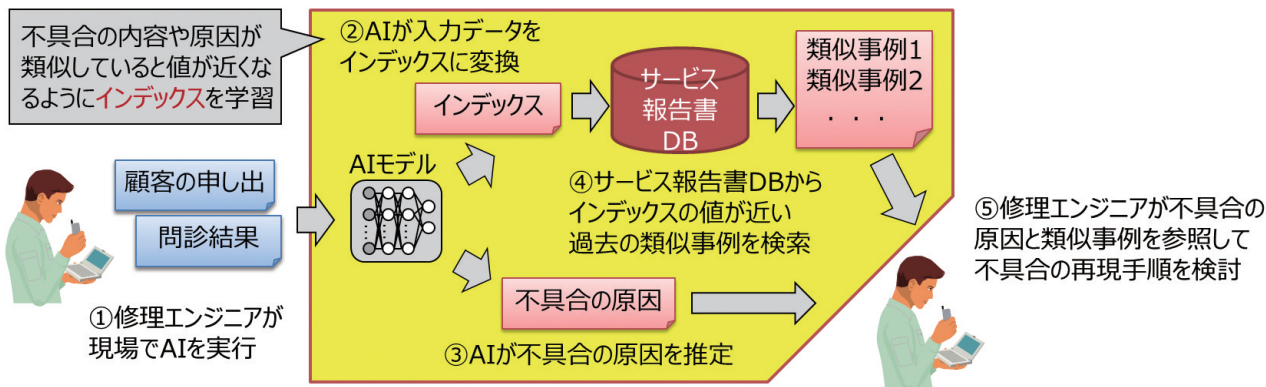 不具合の内容や原因が
類似していると値が近くな
るようにインデックスを学習
②AIが入力データを
インデックスに変換
インデックス
サービス
報告書
DB
類似事例1
類似事例2
・・・
顧客の申し出
問診結果
AIモデル
④サービス報告書DBから
インデックスの値が近い
過去の類似事例を検索
①修理エンジニアが
現場でAIを実行
不具合の原因
③AIが不具合の原因を推定
⑤修理エンジニアが不具合の
原因と類似事例を参照して
不具合の再現手順を検討